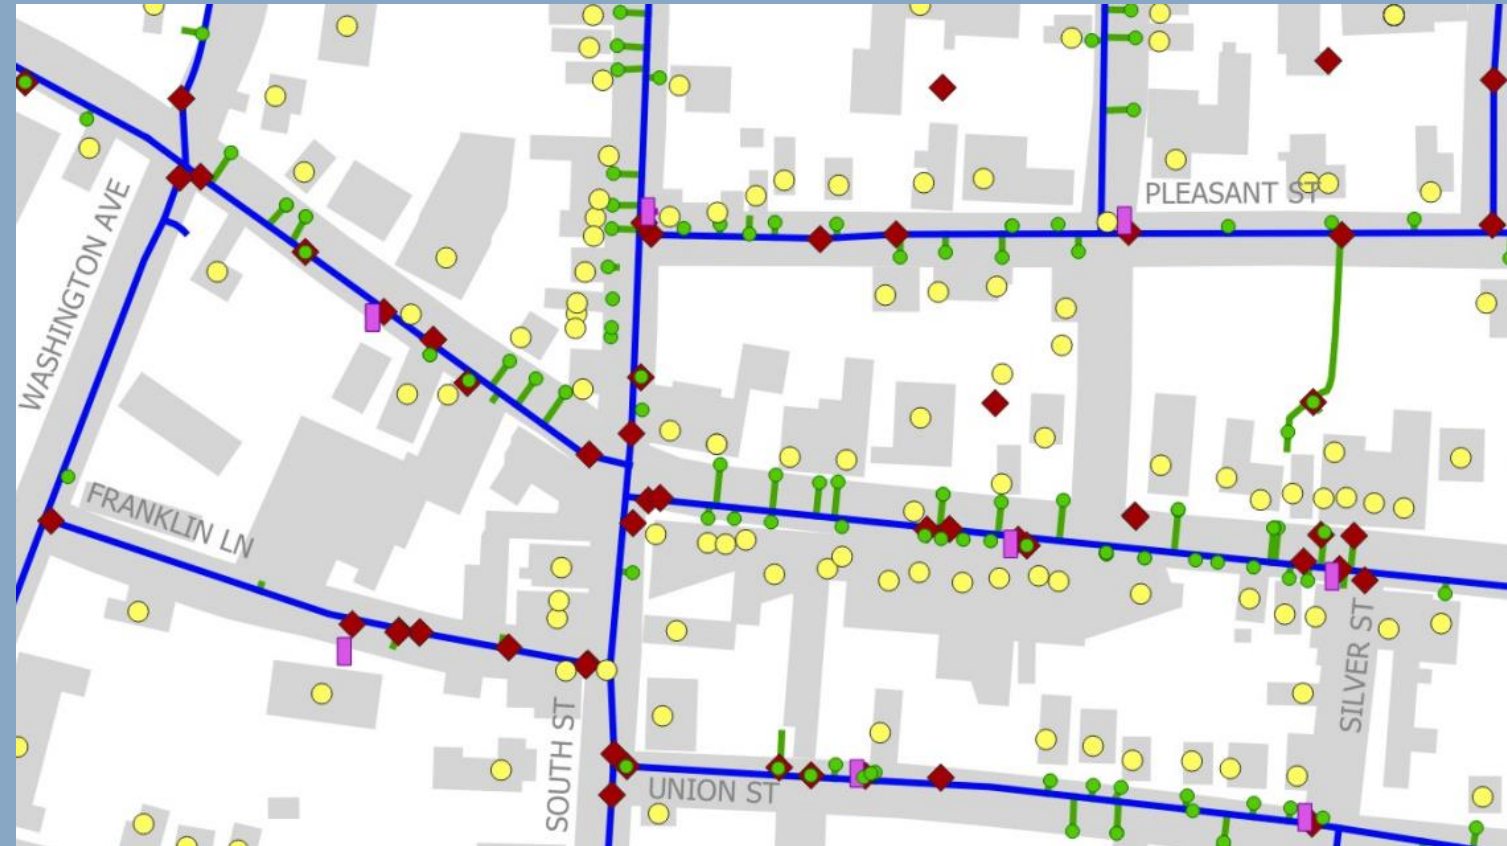 PLEASANT ST
WASHINGTON AVE
FRANKLIN LN
SILVER ST
SOUTH ST
UNION ST